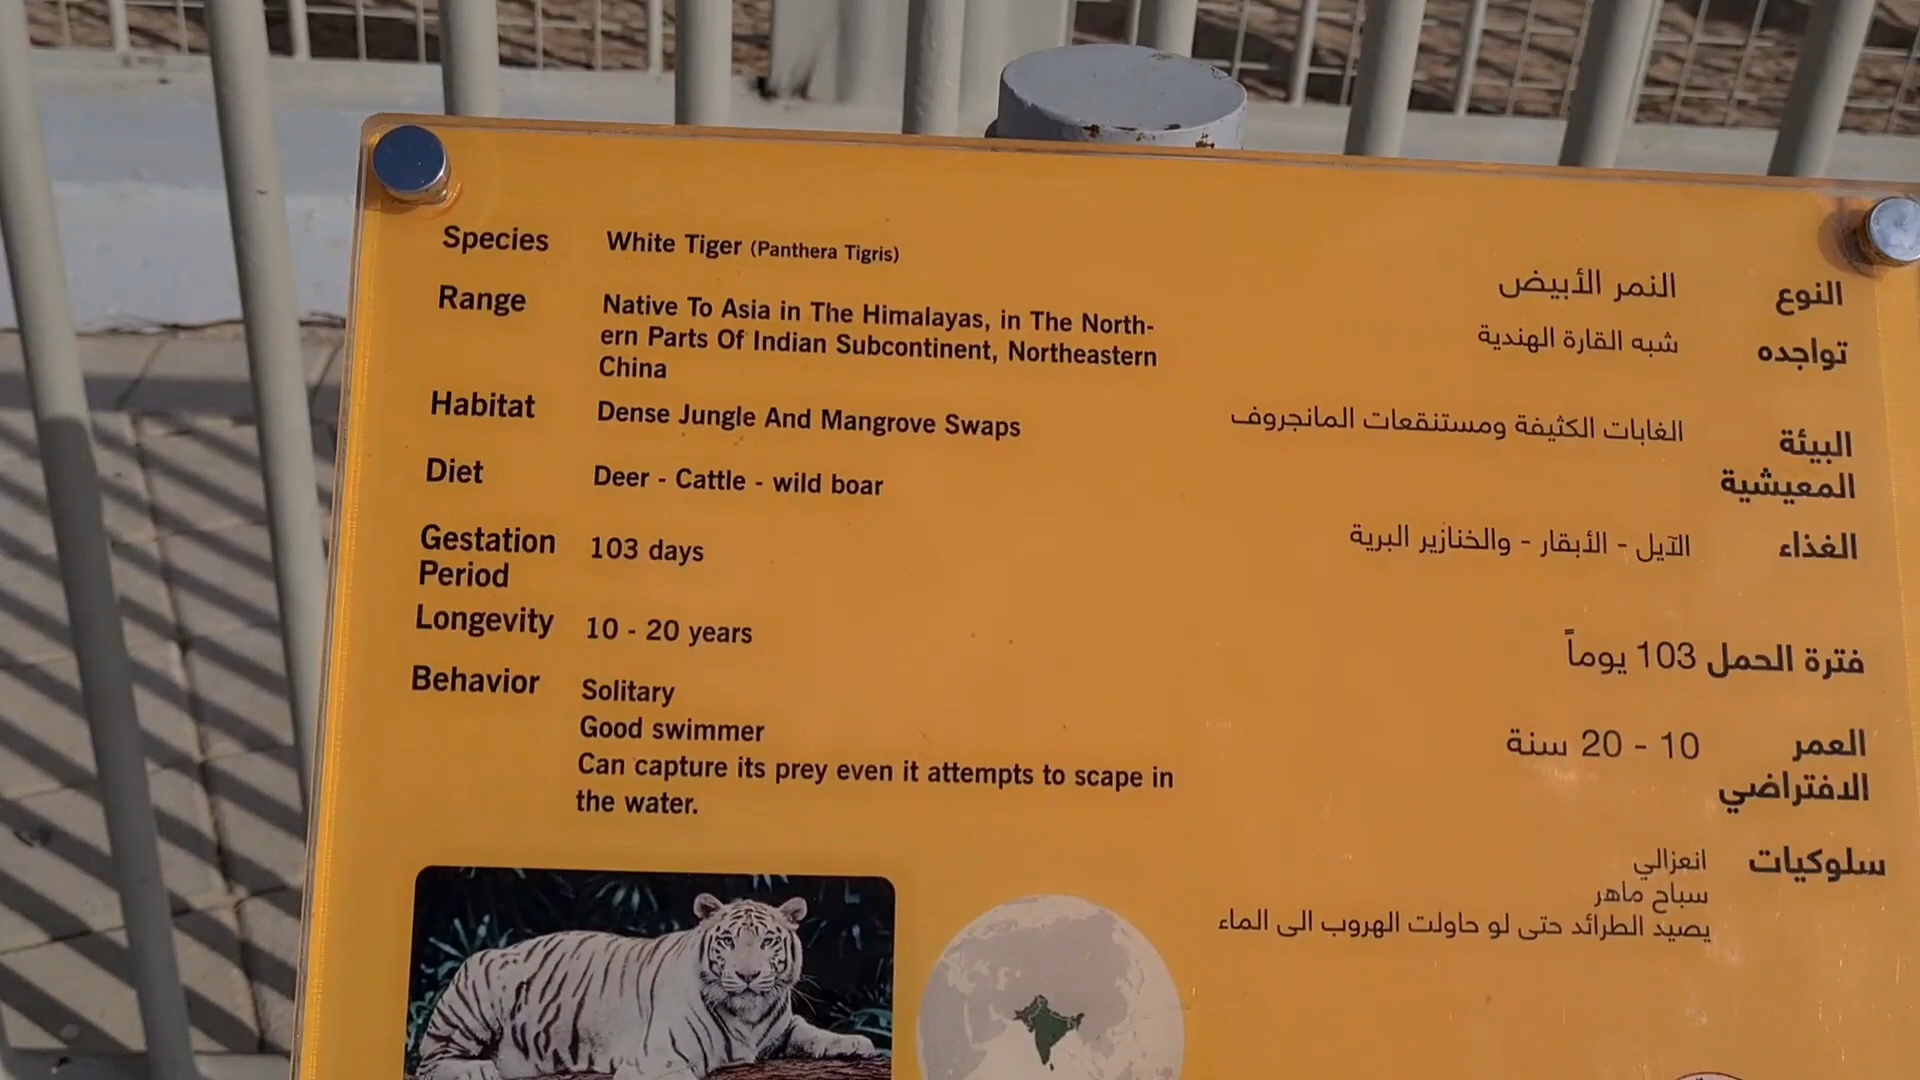 Species White Tiger (Panthera Tigris)
Range Native To Asia in The Himalayas, in The North-
ern Parts Of Indian Subcontinent, Northeastern
China
Habitat Dense Jungle And Mangrove Swaps
Diet Deer - Cattle - wild boar
Gestation 103 days
Period
Longevity 10 - 20 years
Behavior Solitary
Good swimmer
Can capture its prey even it attempts to scape in
the water.
النوع النمر الأبيض
تواجده شبه القارة الهندية
البيئة الغابات الكثيفة ومستنقعات المانجروف
المعيشية
الغذاء الآيل - الأبقار - والخنازير البرية
فترة الحمل 103 يوماً
العمر 10 - 20 سنة
الافتراضي
سلوكيات انعزالي
سباح ماهر
يصيد الطرائد حتى لو حاولت الهروب الى الماء